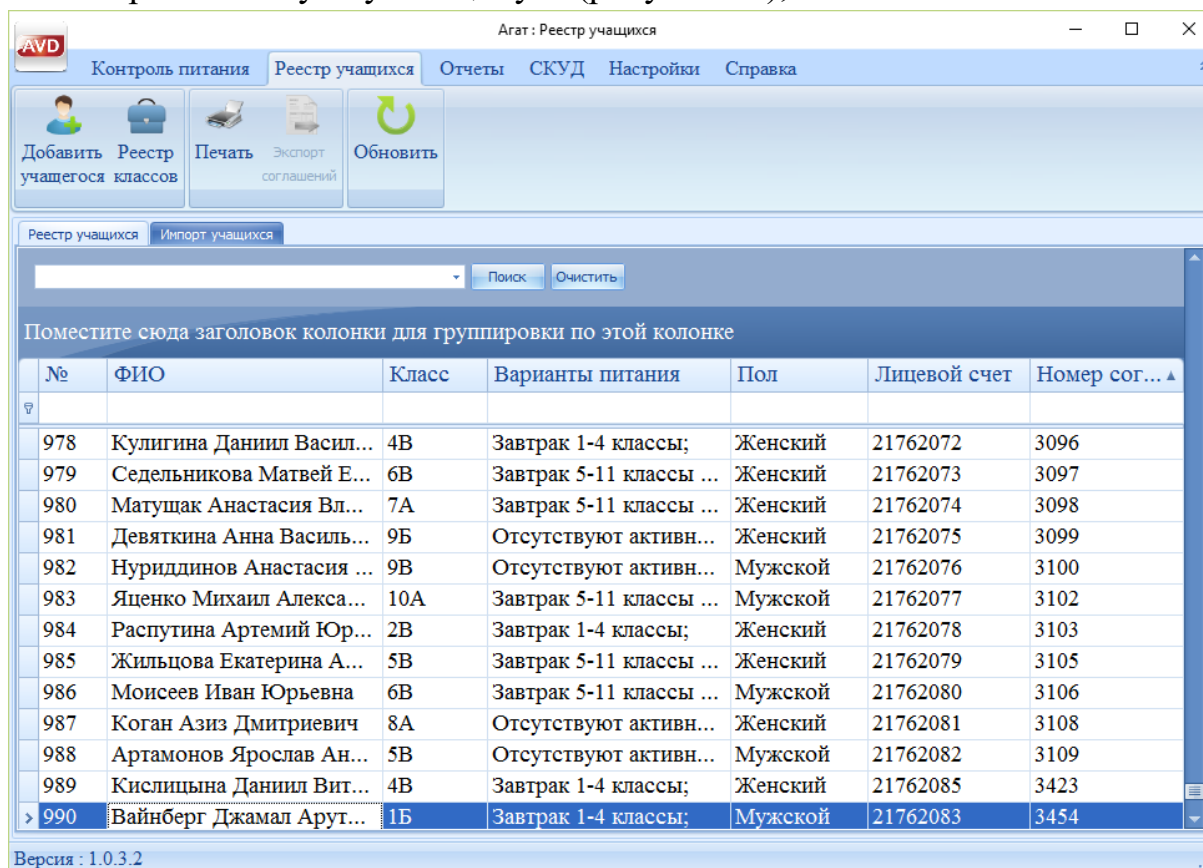 Агат : Реестр учащихся
AVD
Контроль питания Реестр учащихся Отчеты СКУД Настройки Справка
Добавить учащегося Реестр классов Печать Экспорт соглашений Обновить
Реестр учащихся Импорт учащихся
Поиск Очистить
Поместите сюда заголовок колонки для группировки по этой колонке
№ ФИО Класс Варианты питания Пол Лицевой счет Номер сог...
978 Кулигина Даниил Васил... 4В Завтрак 1-4 классы; Женский 21762072 3096
979 Седельникова Матвей Е... 6В Завтрак 5-11 классы ... Женский 21762073 3097
980 Матущак Анастасия Вл... 7А Завтрак 5-11 классы ... Женский 21762074 3098
981 Девяткина Анна Василь... 9Б Отсутствуют активн... Женский 21762075 3099
982 Нуриддинов Анастасия ... 9В Отсутствуют активн... Мужской 21762076 3100
983 Яценко Михаил Алекса... 10А Завтрак 5-11 классы ... Мужской 21762077 3102
984 Распутина Артемий Юр... 2В Завтрак 1-4 классы; Женский 21762078 3103
985 Жильцова Екатерина А... 5В Завтрак 5-11 классы ... Женский 21762079 3105
986 Моисеев Иван Юрьевна 6В Завтрак 5-11 классы ... Мужской 21762080 3106
987 Коган Азиз Дмитриевич 8А Отсутствуют активн... Женский 21762081 3108
988 Артамонов Ярослав Ан... 5В Отсутствуют активн... Мужской 21762082 3109
989 Кислицына Даниил Вит... 4В Завтрак 1-4 классы; Женский 21762085 3423
990 Вайнберг Джамал Арут... 1Б Завтрак 1-4 классы; Мужской 21762083 3454
Версия : 1.0.3.2